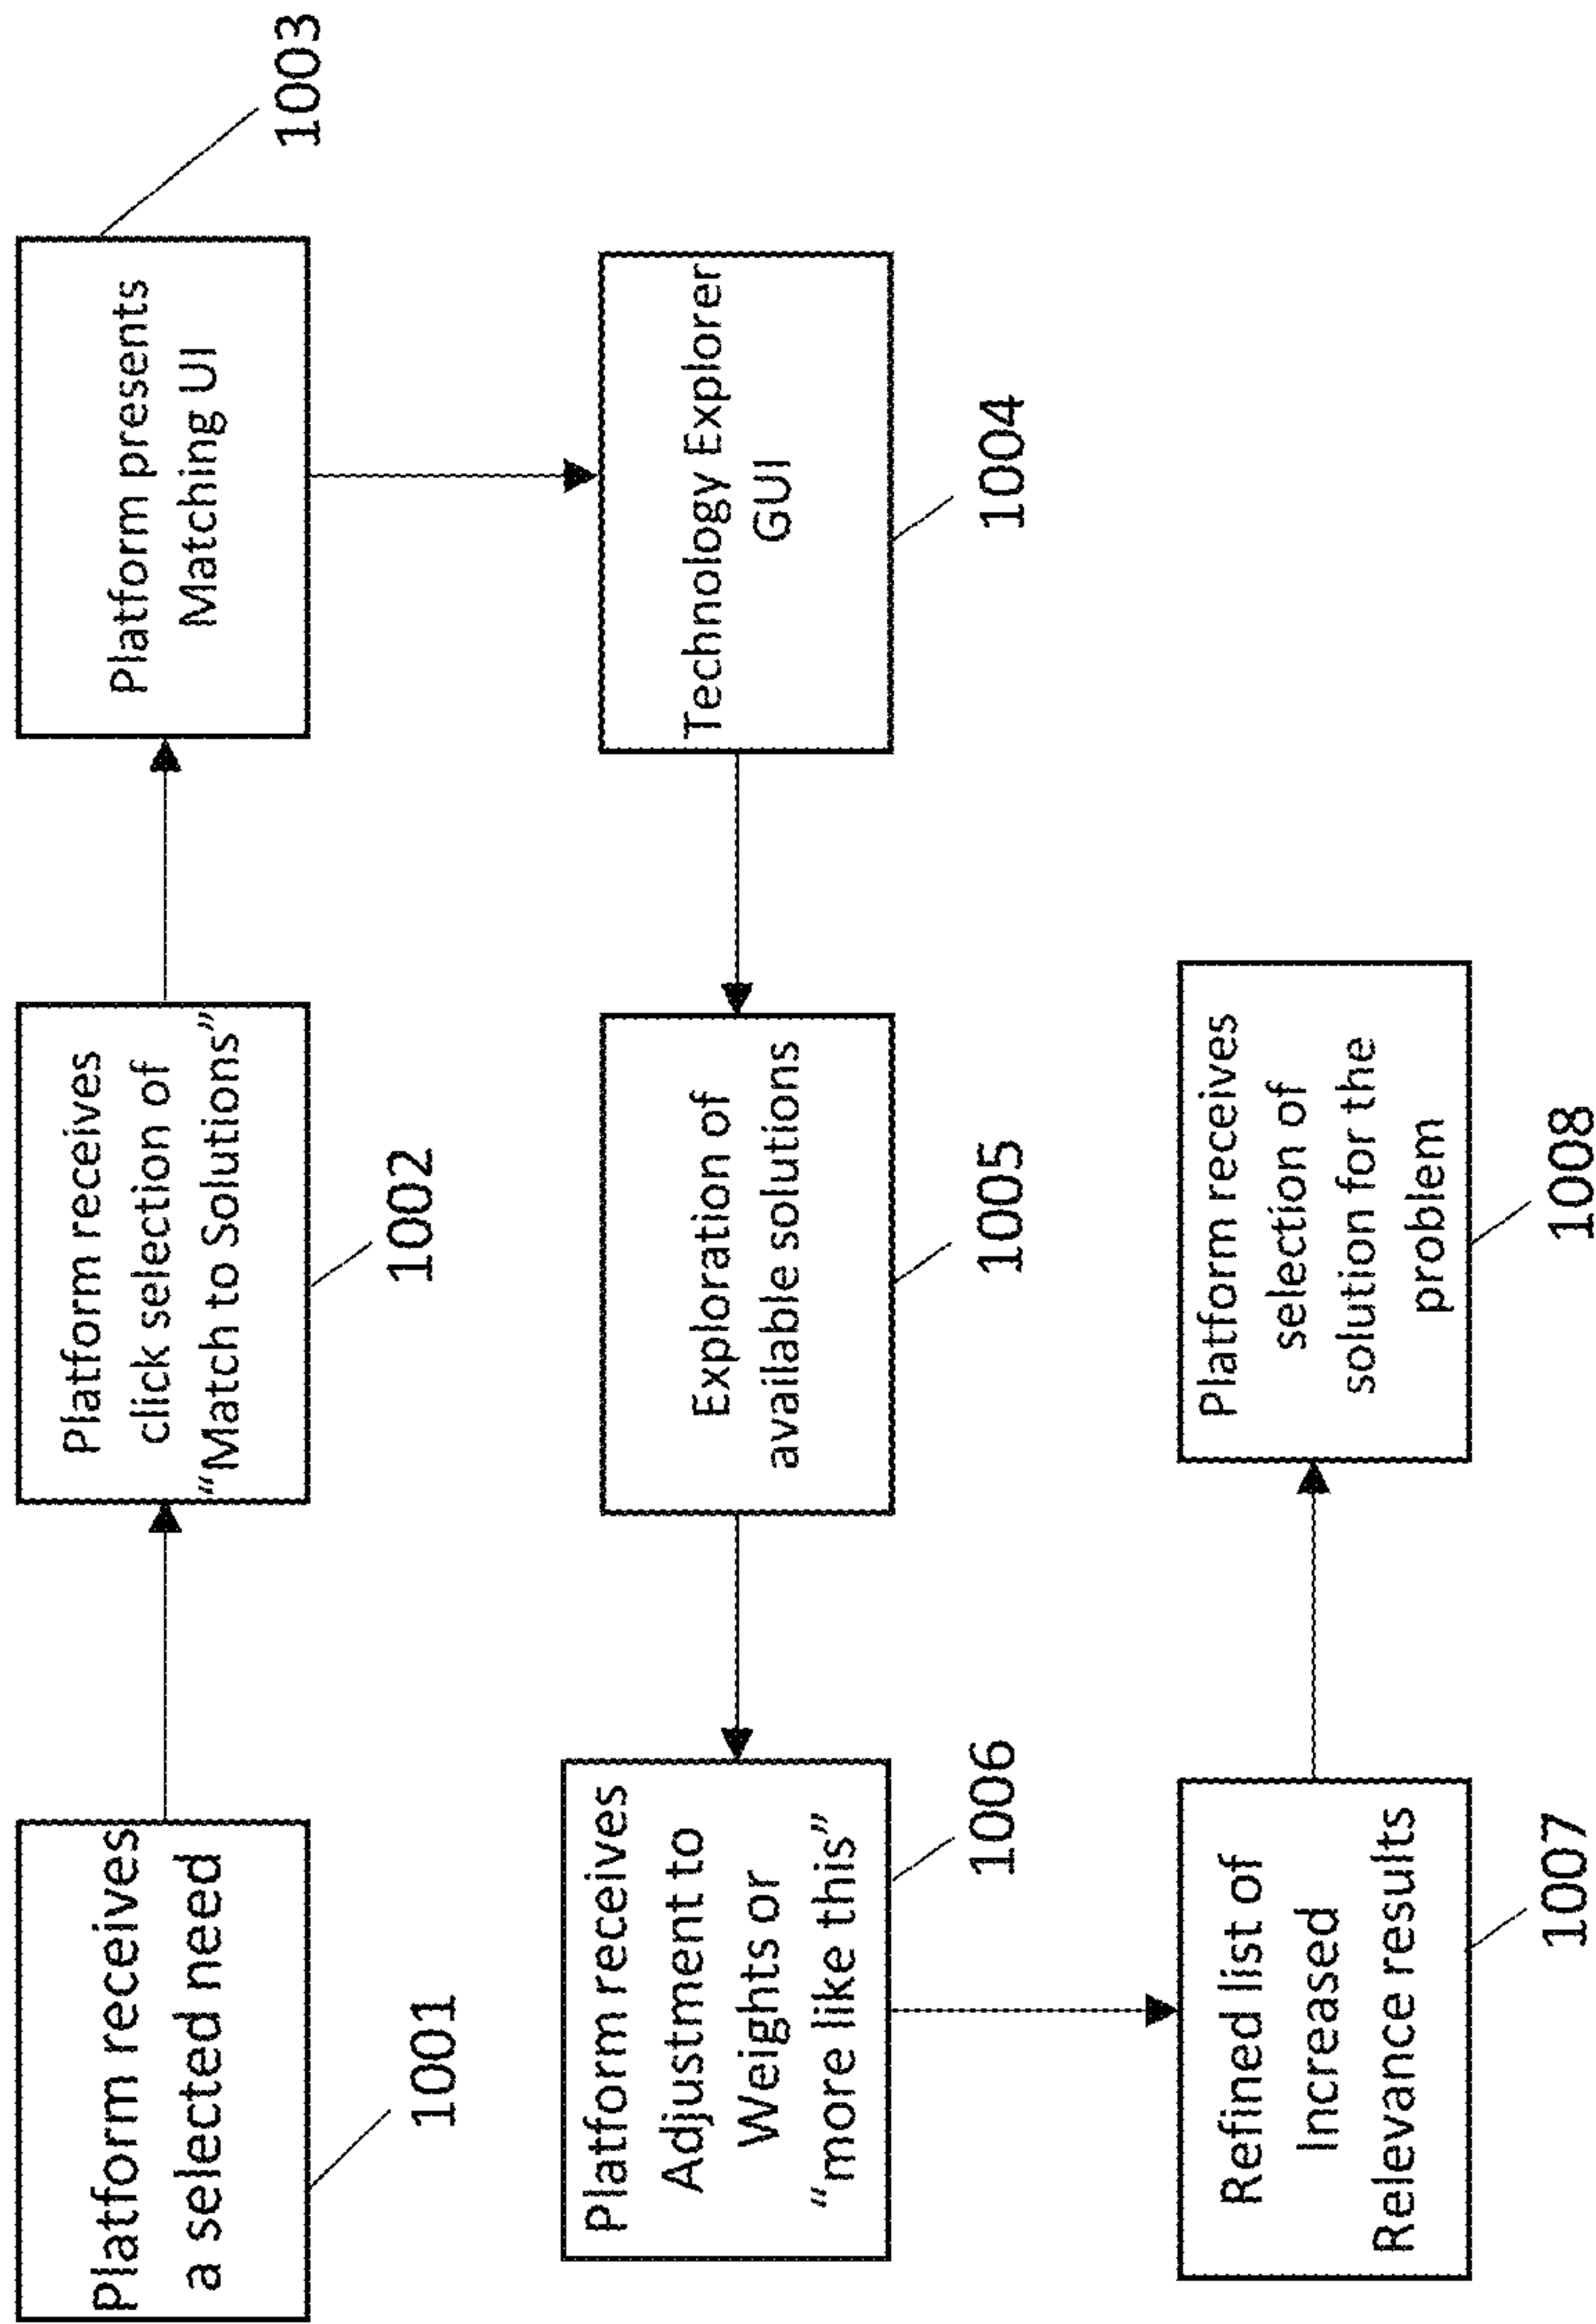 Platform receives
a selected need
1001
Platform receives
click selection of
“Match to Solutions”
1002
Platform presents
Matching UI
1003
Technology Explorer
GUI
1004
Exploration of
available solutions
1005
Platform receives
Adjustment to
Weights or
“more like this”
1006
Refined list of
Increased
Relevance results
1007
Platform receives
selection of
solution for the
problem
1008